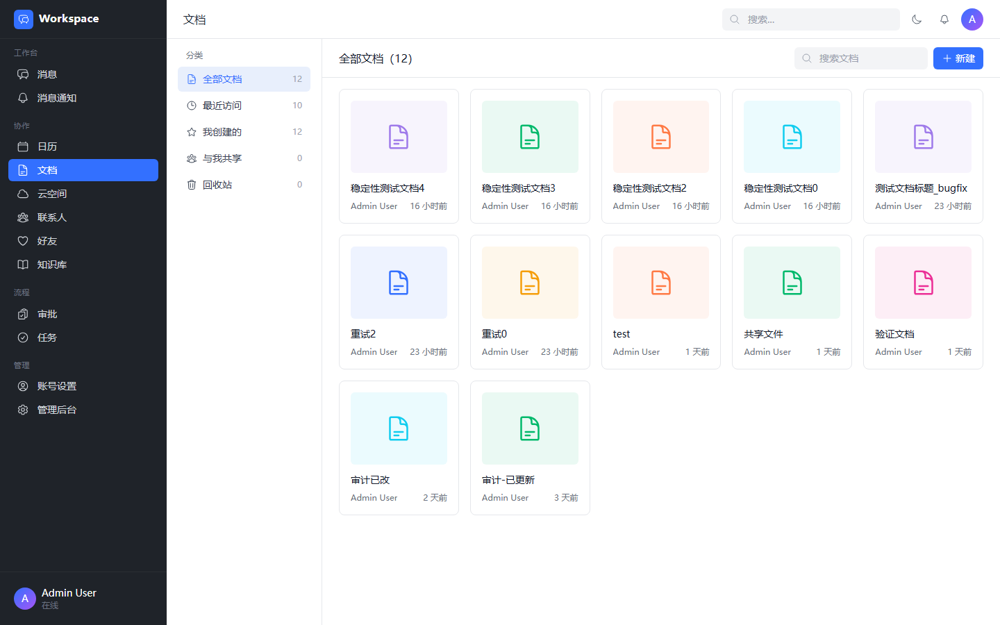 Workspace
工作台
消息
消息通知
协作
日历
文档
云空间
联系人
好友
知识库
流程
审批
任务
管理
账号设置
管理后台
A
Admin User
在线
文档
搜索...
A
分类
全部文档 12
最近访问 10
我创建的 12
与我共享 0
回收站 0
全部文档（12）
搜索文档
新建
稳定性测试文档4
Admin User 16 小时前
稳定性测试文档3
Admin User 16 小时前
稳定性测试文档2
Admin User 16 小时前
稳定性测试文档0
Admin User 16 小时前
测试文档标题_bugfix
Admin User 23 小时前
重试2
Admin User 23 小时前
重试0
Admin User 23 小时前
test
Admin User 1 天前
共享文件
Admin User 1 天前
验证文档
Admin User 1 天前
审计已改
Admin User 2 天前
审计-已更新
Admin User 3 天前